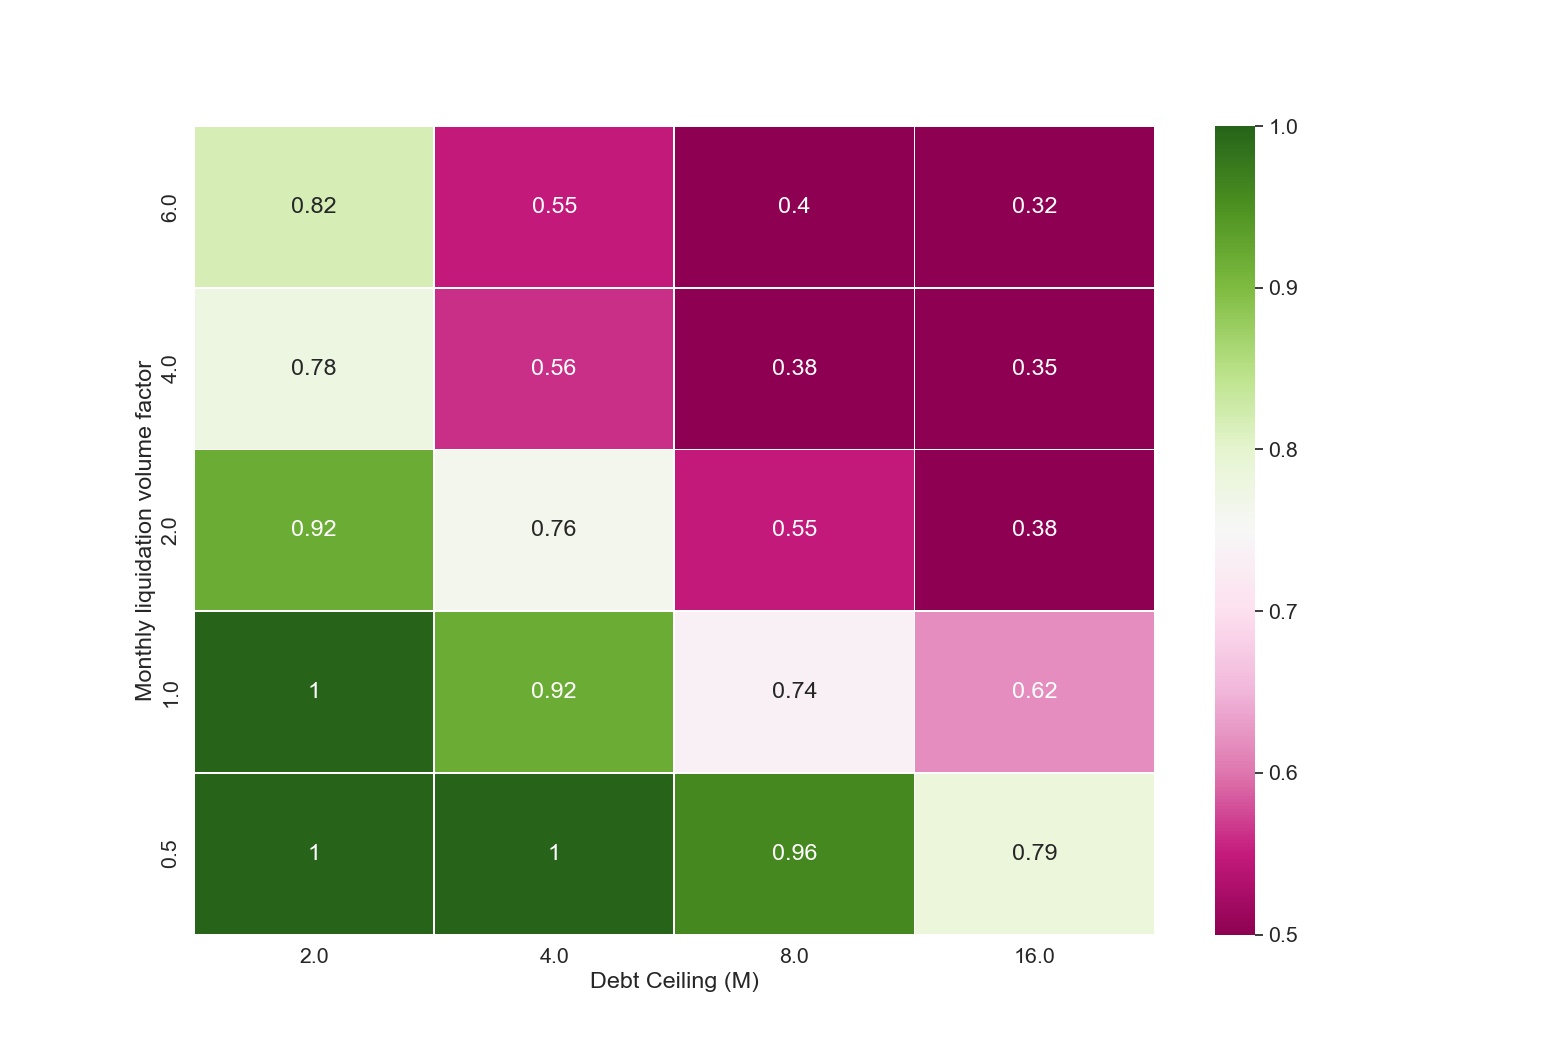 6.0 0.82 0.55 0.4 0.32
4.0 0.78 0.56 0.38 0.35
2.0 0.92 0.76 0.55 0.38
1.0 1 0.92 0.74 0.62
0.5 1 1 0.96 0.79
2.0 4.0 8.0 16.0
Debt Ceiling (M)
Monthly liquidation volume factor
1.0
0.9
0.8
0.7
0.6
0.5